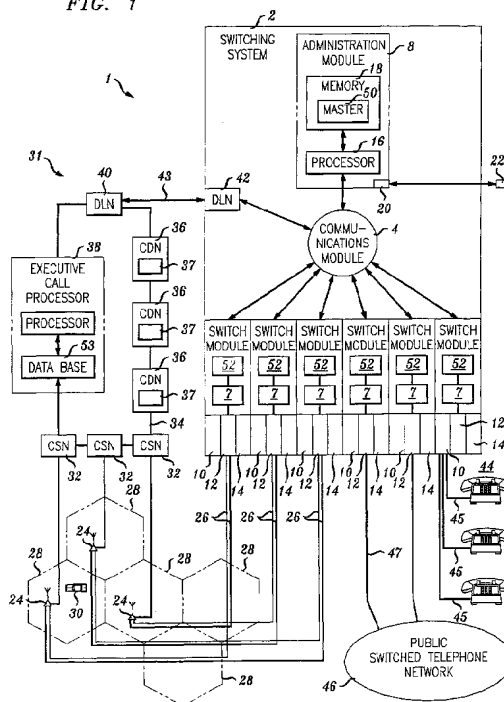 FIG. 1
2
SWITCHING
SYSTEM
ADMINISTRATION
MODULE
8
MEMORY
18
MASTER
50
PROCESSOR
16
20
22
1
31
40
DLN
43
42
DLN
COMMU-
NICATIONS
MODULE
4
38
EXECUTIVE
CALL
PROCESSOR
PROCESSOR
53
DATA BASE
36
CDN
37
36
CDN
37
36
CDN
37
34
SWITCH
MODULE
52
7
SWITCH
MODULE
52
7
SWITCH
MODULE
52
7
SWITCH
MODULE
52
7
SWITCH
MODULE
52
7
SWITCH
MODULE
52
7
12
14
CSN
CSN
CSN
32
32
32
10
12
14
10
12
14
10
12
14
10
12
14
10
12
14
10
44
45
45
45
26
26
26
47
28
28
28
28
24
24
24
30
28
PUBLIC
SWITCHED TELEPHONE
NETWORK
46